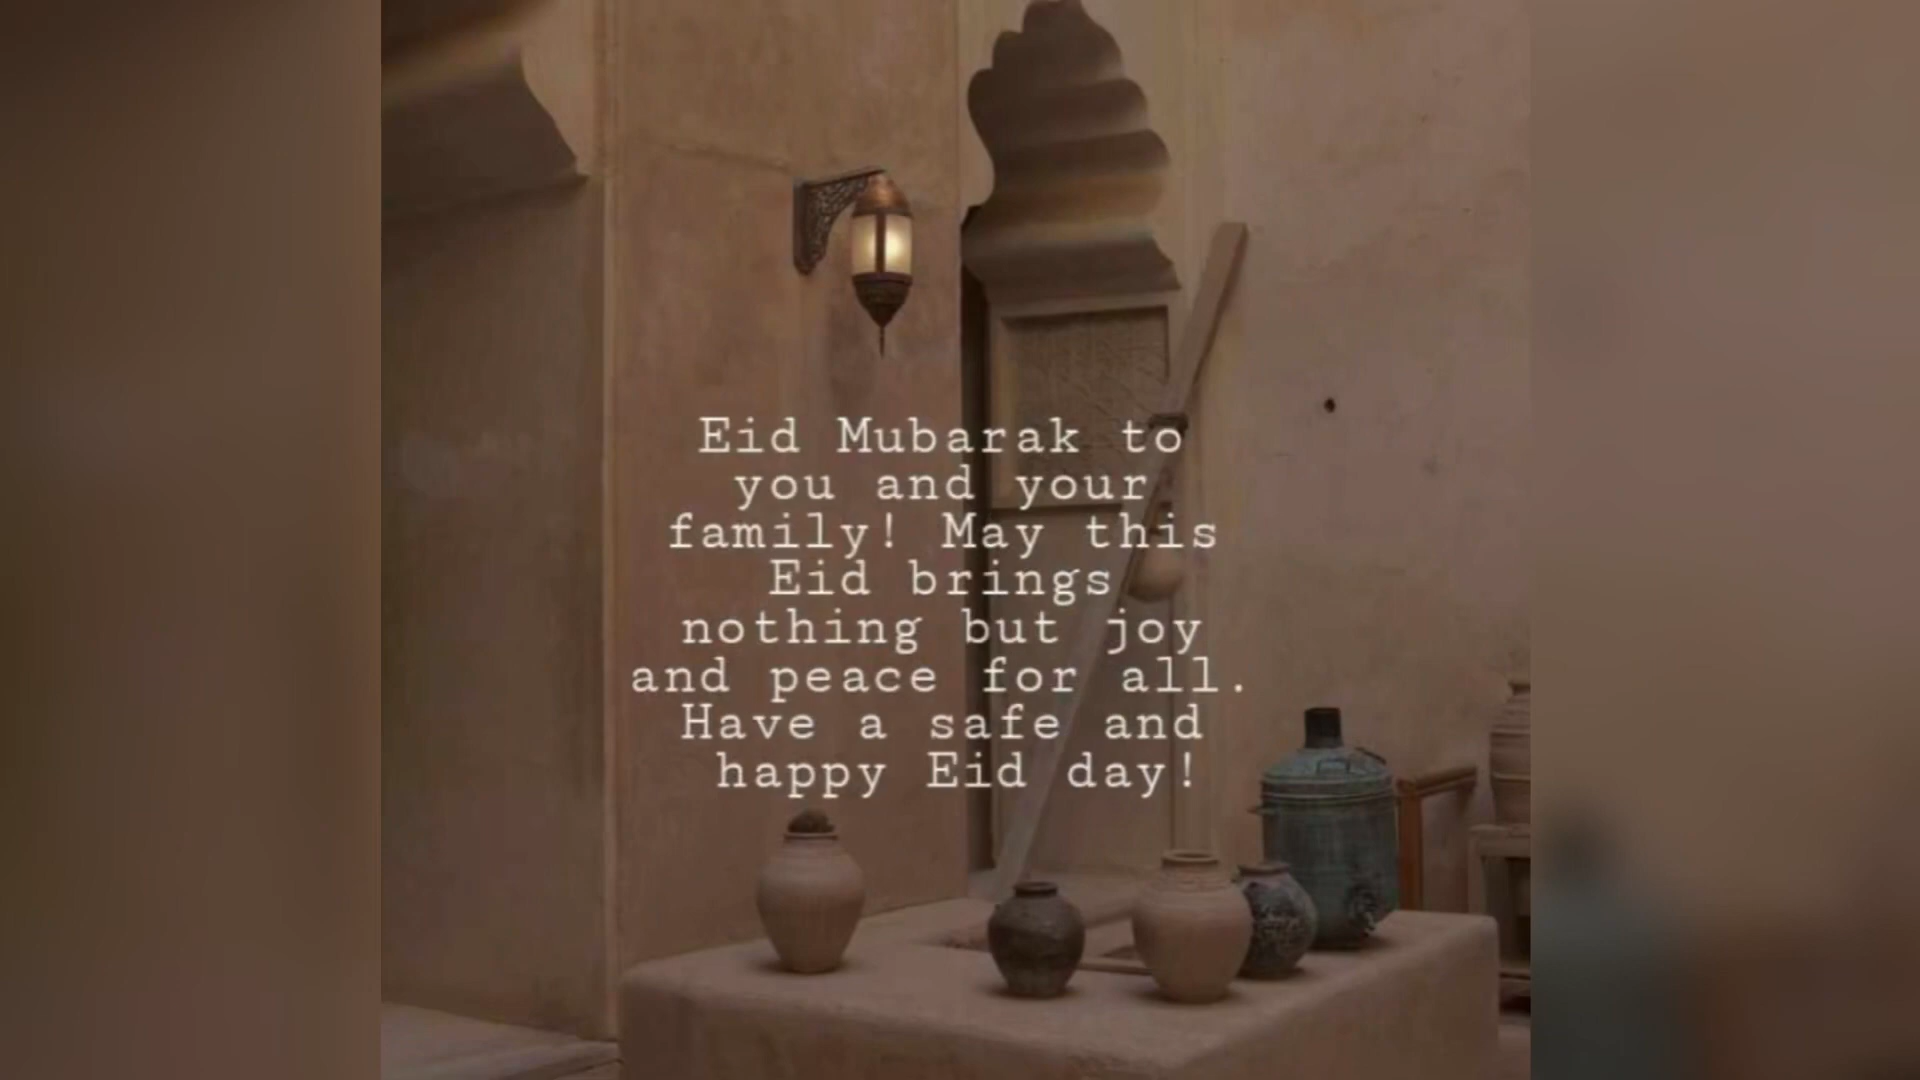 Eid Mubarak to
you and your
family! May this
Eid brings
nothing but joy
and peace for all.
Have a safe and
happy Eid day!